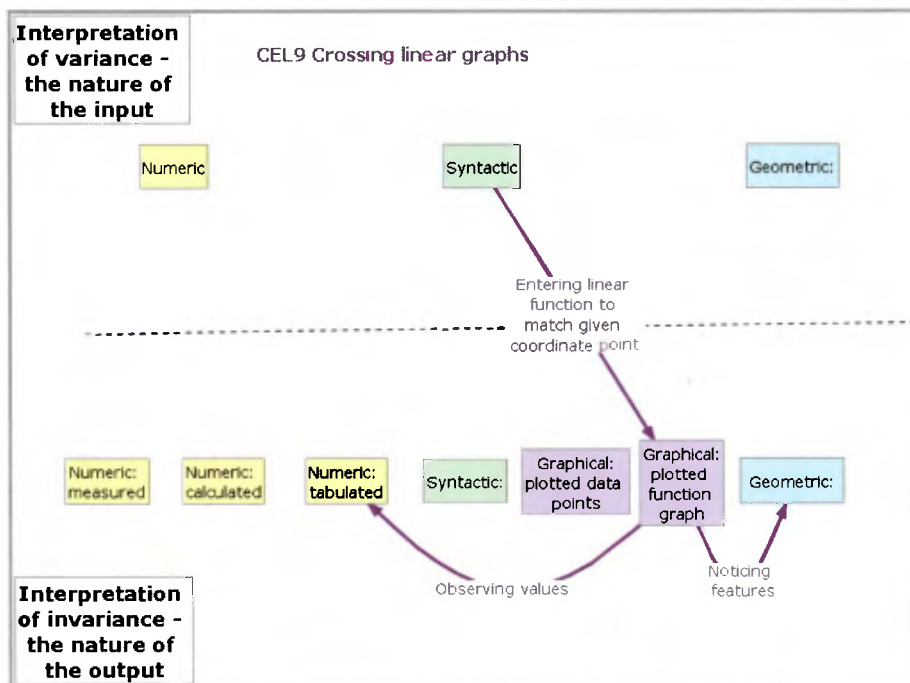 Interpretation
of variance -
the nature of
the input
CEL9 Crossing linear graphs
Numeric
Syntactic
Geometric:
Entering linear
function to
match given
coordinate point
Numeric:
measured
Numeric:
calculated
Numeric:
tabulated
Syntactic:
Graphical:
plotted data
points
Graphical:
plotted
function
graph
Geometric:
Observing values
Noticing
features
Interpretation
of invariance -
the nature of
the output